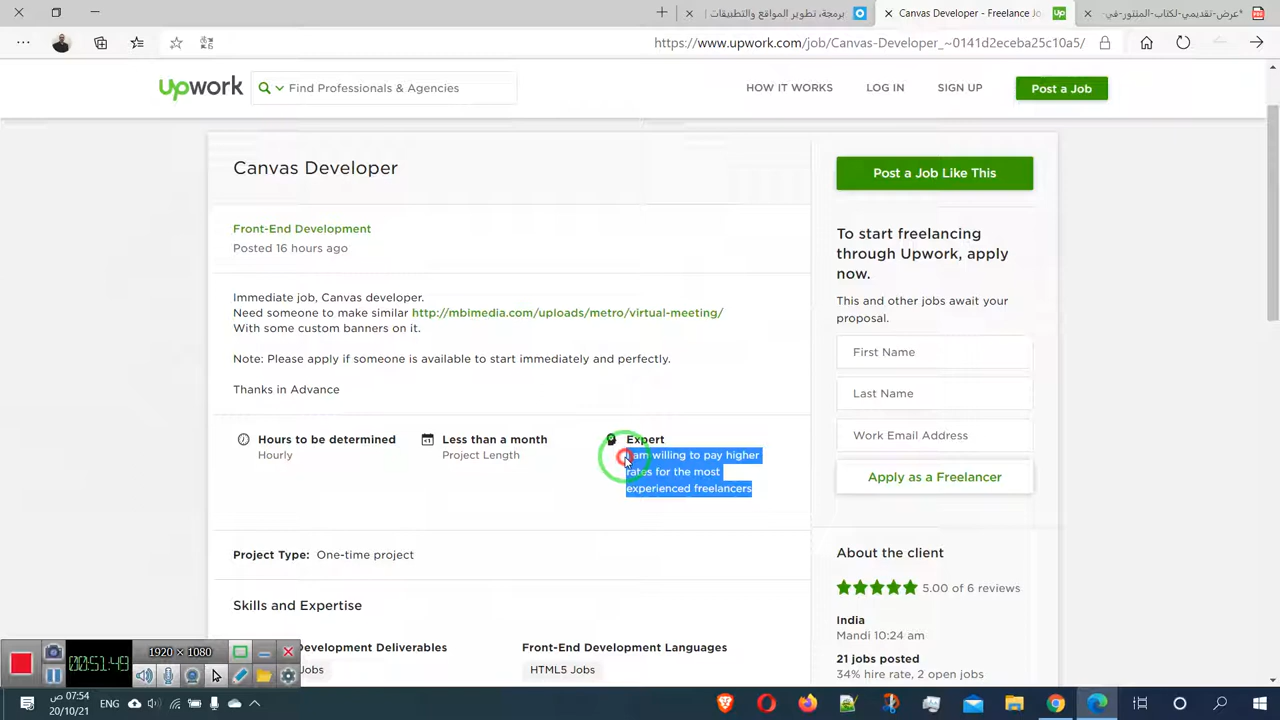 برمجة، تطوير المواقع والتطبيقات |
Canvas Developer - Freelance Jo
*عرض-تقديمي-لكتاب-المنثور-في-
https://www.upwork.com/job/Canvas-Developer_~0141d2eceba25c10a5/
upwork
Find Professionals & Agencies
HOW IT WORKS
LOG IN
SIGN UP
Post a Job
Canvas Developer
Front-End Development
Posted 16 hours ago
Immediate job, Canvas developer.
Need someone to make similar http://mbimedia.com/uploads/metro/virtual-meeting/
With some custom banners on it.
Note: Please apply if someone is available to start immediately and perfectly.
Thanks in Advance
Hours to be determined
Hourly
Less than a month
Project Length
Expert
I am willing to pay higher
rates for the most
experienced freelancers
Project Type: One-time project
Skills and Expertise
Development Deliverables
Jobs
Front-End Development Languages
HTML5 Jobs
Post a Job Like This
To start freelancing
through Upwork, apply
now.
This and other jobs await your
proposal.
First Name
Last Name
Work Email Address
Apply as a Freelancer
About the client
5.00 of 6 reviews
India
Mandi 10:24 am
21 jobs posted
34% hire rate, 2 open jobs
00:51.49
1920 × 1080
07:54 ص
20/10/21
ENG